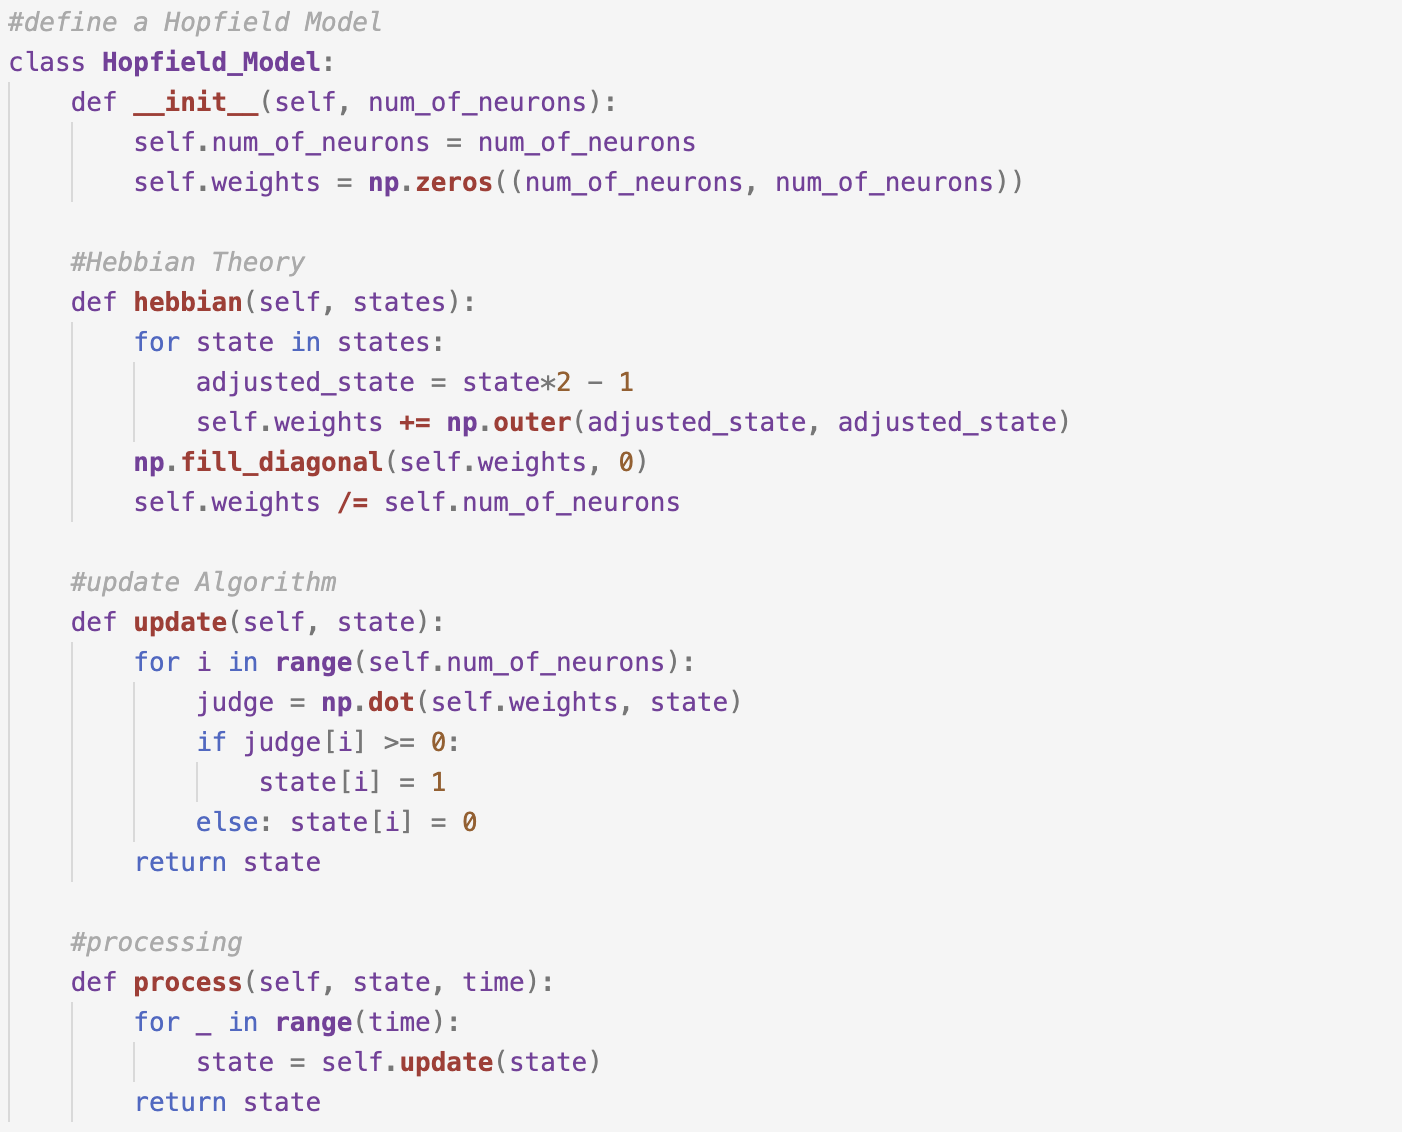 #define a Hopfield Model
class Hopfield_Model:
    def __init__(self, num_of_neurons):
        self.num_of_neurons = num_of_neurons
        self.weights = np.zeros((num_of_neurons, num_of_neurons))

    #Hebbian Theory
    def hebbian(self, states):
        for state in states:
            adjusted_state = state*2 - 1
            self.weights += np.outer(adjusted_state, adjusted_state)
        np.fill_diagonal(self.weights, 0)
        self.weights /= self.num_of_neurons

    #update Algorithm
    def update(self, state):
        for i in range(self.num_of_neurons):
            judge = np.dot(self.weights, state)
            if judge[i] >= 0:
                state[i] = 1
            else: state[i] = 0
        return state

    #processing
    def process(self, state, time):
        for _ in range(time):
            state = self.update(state)
        return state